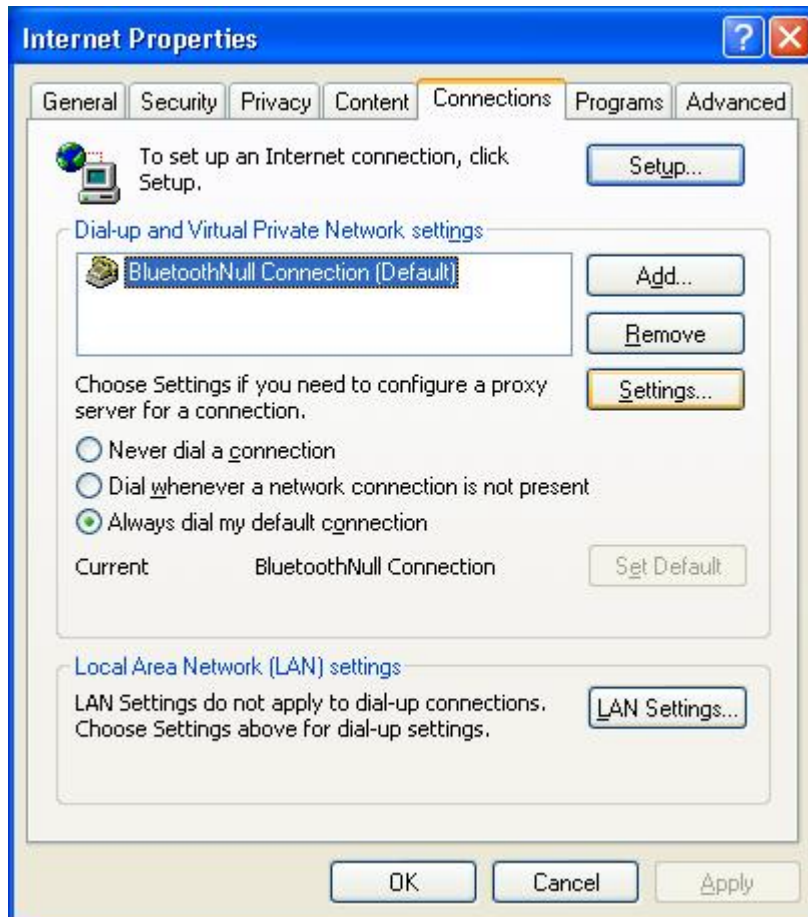 Internet Properties
General Security Privacy Content Connections Programs Advanced
To set up an Internet connection, click
Setup.
Setup...
Dial-up and Virtual Private Network settings
BluetoothNull Connection (Default)
Add...
Remove
Choose Settings if you need to configure a proxy
server for a connection.
Settings...
Never dial a connection
Dial whenever a network connection is not present
Always dial my default connection
Current BluetoothNull Connection Set Default
Local Area Network (LAN) settings
LAN Settings do not apply to dial-up connections.
Choose Settings above for dial-up settings.
LAN Settings...
OK Cancel Apply